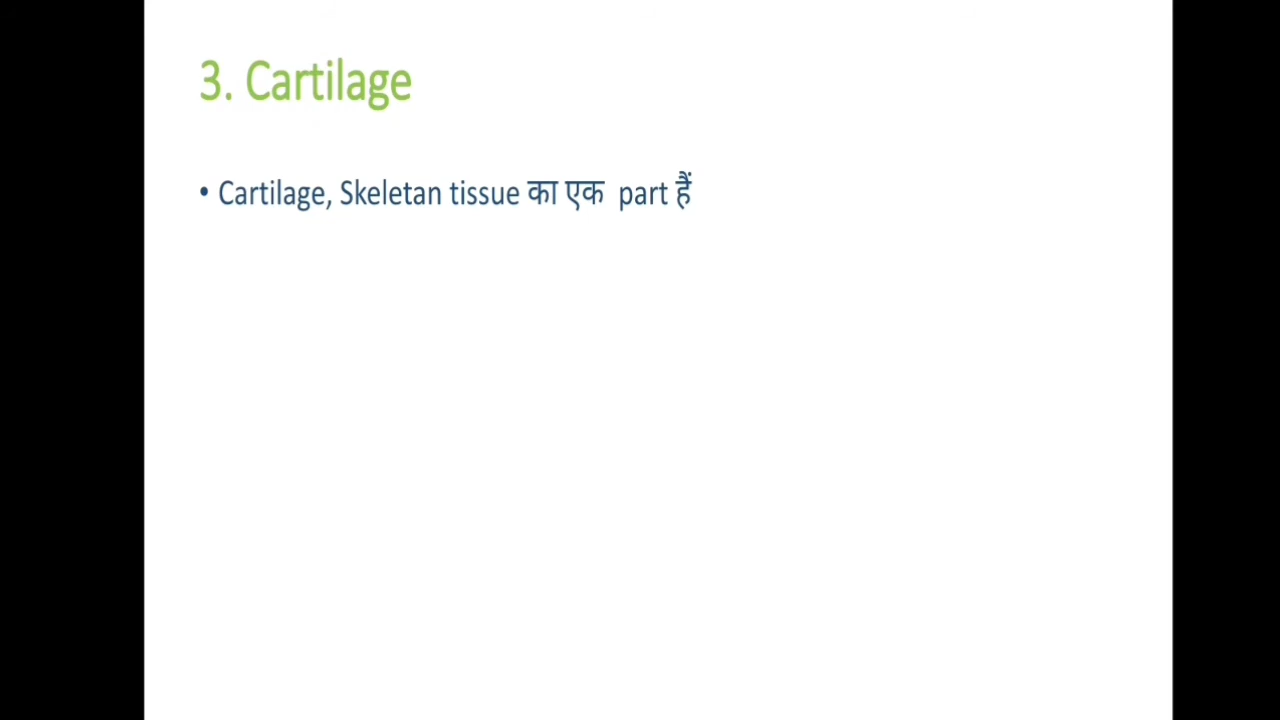 3. Cartilage
• Cartilage, Skeletan tissue का एक part हैं